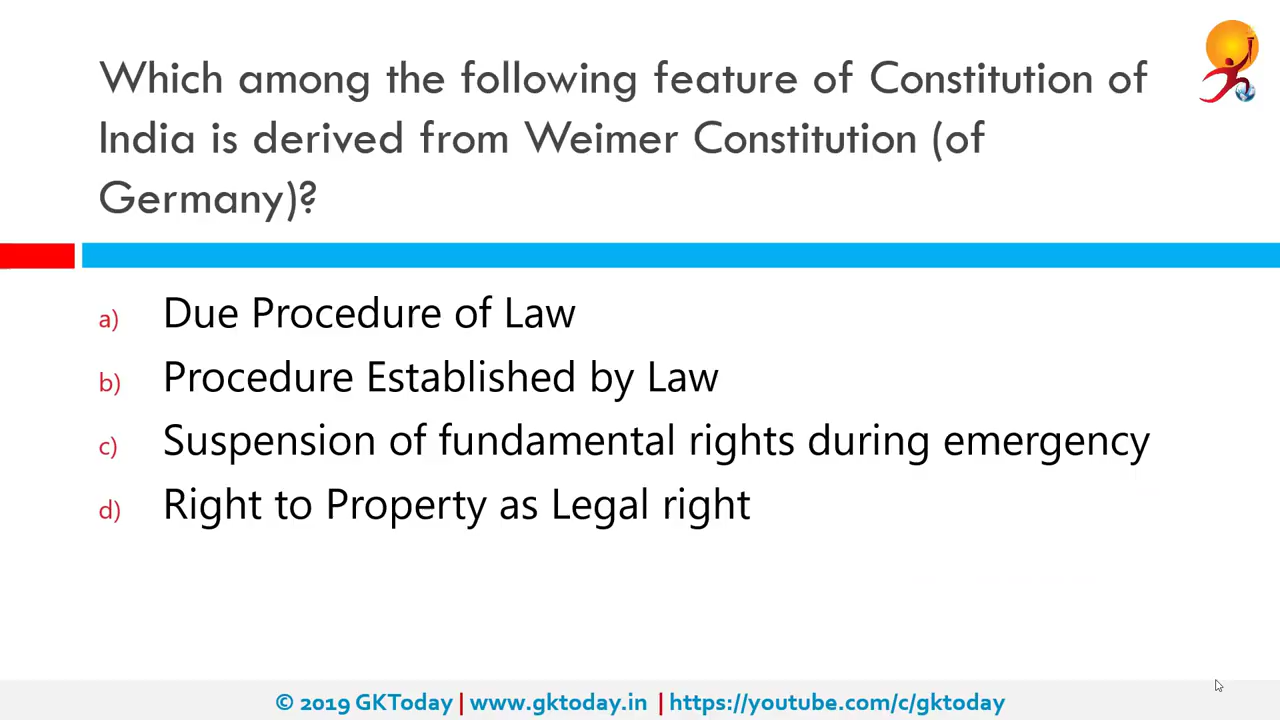 Which among the following feature of Constitution of
India is derived from Weimer Constitution (of
Germany)?
a) Due Procedure of Law
b) Procedure Established by Law
c) Suspension of fundamental rights during emergency
d) Right to Property as Legal right
© 2019 GKToday | www.gktoday.in | https://youtube.com/c/gktoday